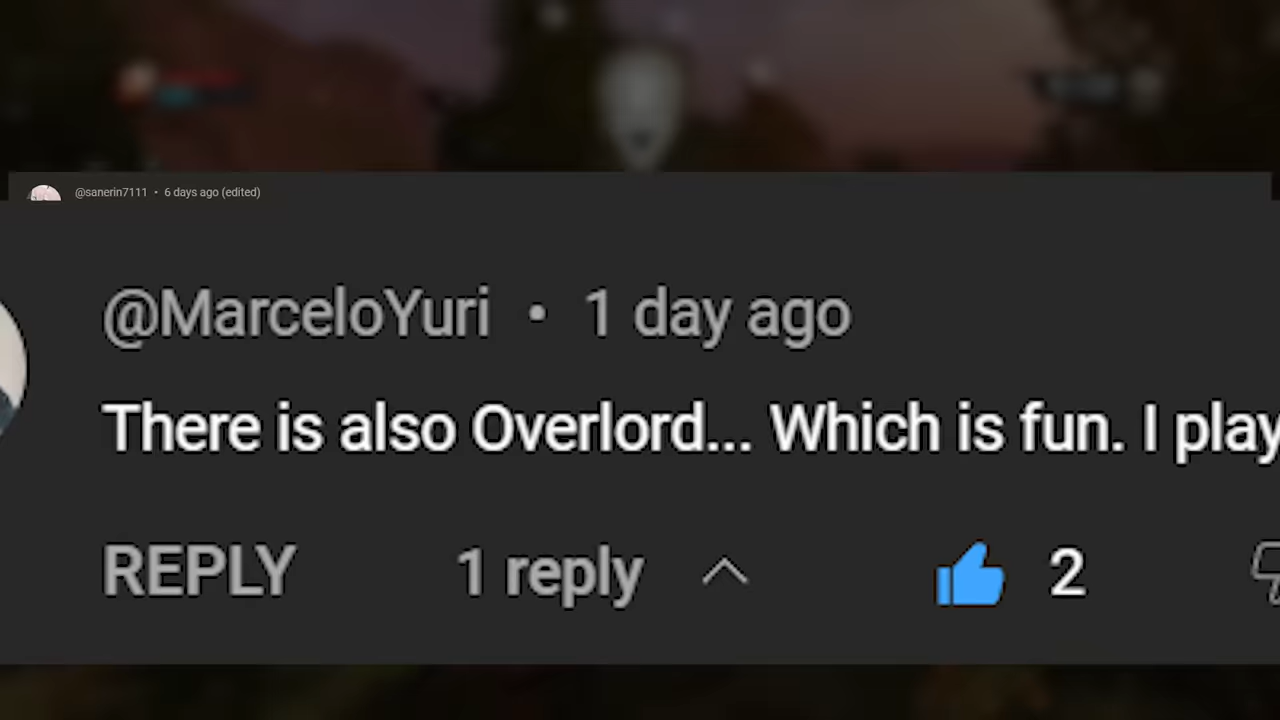 @sanerin7111 • 6 days ago (edited)
@MarceloYuri • 1 day ago
There is also Overlord... Which is fun. I play
REPLY 1 reply 2